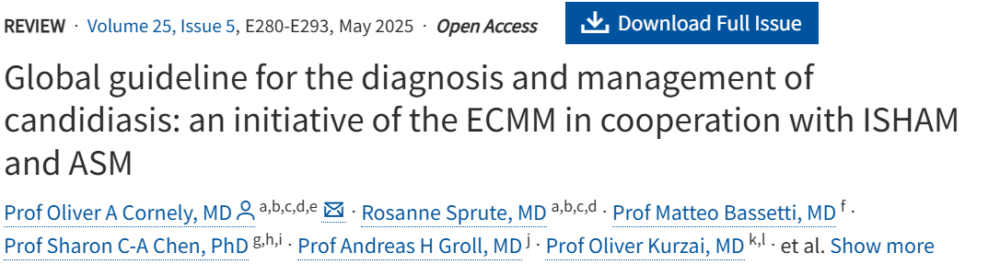 REVIEW · Volume 25, Issue 5, E280-E293, May 2025 · Open Access Download Full Issue
Global guideline for the diagnosis and management of
candidiasis: an initiative of the ECMM in cooperation with ISHAM
and ASM
Prof Oliver A Cornely, MD a,b,c,d,e · Rosanne Sprute, MD a,b,c,d · Prof Matteo Bassetti, MD f ·
Prof Sharon C-A Chen, PhD g,h,i · Prof Andreas H Groll, MD j · Prof Oliver Kurzai, MD k,l · et al. Show more